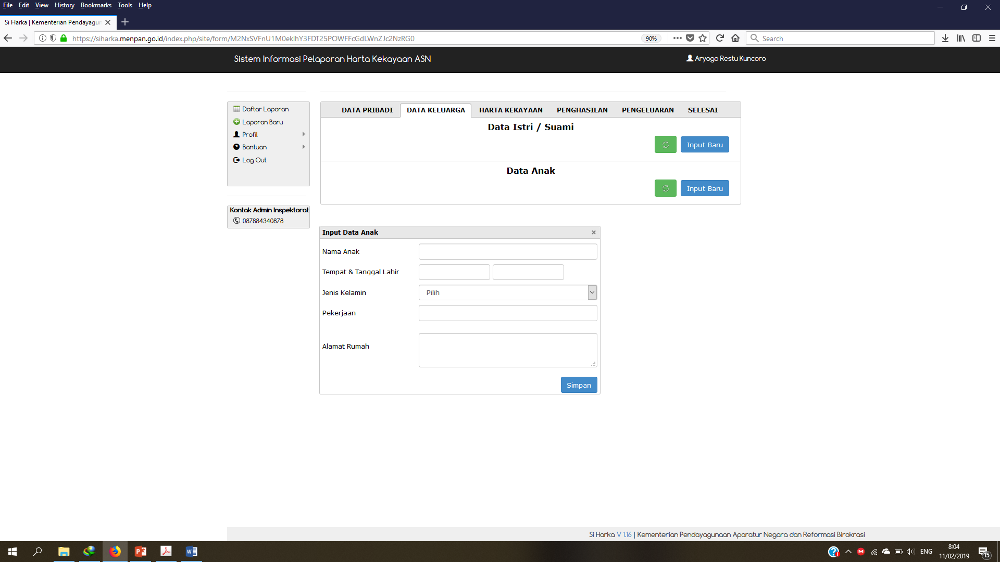 File Edit View History Bookmarks Tools Help
Si Harka | Kementerian Pendayagun
https://siharka.menpan.go.id/index.php/site/form/M2NxSVFnU1M0eklhY3FDT25POWFFcGdLWnZJc2NzRG0
90%
Search
Sistem Informasi Pelaporan Harta Kekayaan ASN
Aryogo Restu Kuncoro
Daftar Laporan
Laporan Baru
Profil
Bantuan
Log Out
Kontak Admin Inspektorat
087884340878
DATA PRIBADI DATA KELUARGA HARTA KEKAYAAN PENGHASILAN PENGELUARAN SELESAI
Data Istri / Suami
Input Baru
Data Anak
Input Baru
Input Data Anak ×
Nama Anak
Tempat & Tanggal Lahir
Jenis Kelamin Pilih
Pekerjaan
Alamat Rumah
Simpan
Si Harka V 1.16 | Kementerian Pendayagunaan Aparatur Negara dan Reformasi Birokrasi
ENG
8:04
11/02/2019
15